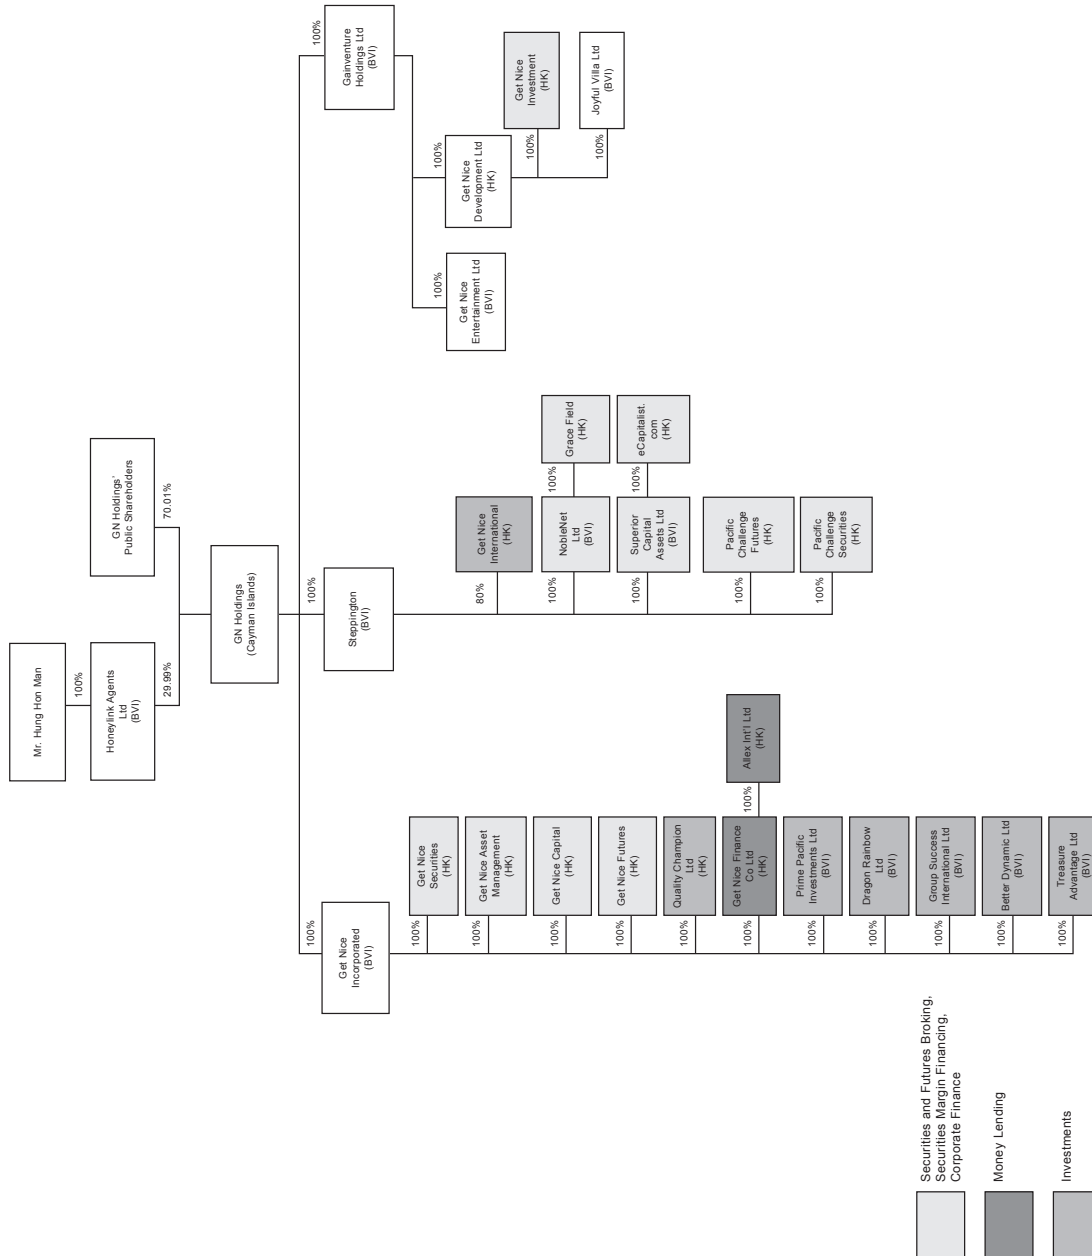 Mr. Hung Hon Man
100%
Honeylink Agents
Ltd
(BVI)
29.99%
GN Holdings'
Public Shareholders
70.01%
GN Holdings
(Cayman Islands)
100%
Get Nice
Incorporated
(BVI)
100%
Steppington
(BVI)
100%
Gainventure
Holdings Ltd
(BVI)
100%
Get Nice
Securities
(HK)
100%
Get Nice Asset
Management
(HK)
100%
Get Nice Capital
(HK)
100%
Get Nice Futures
(HK)
100%
Quality Champion
Ltd
(HK)
100%
Get Nice Finance
Co Ltd
(HK)
100%
Allex Int'l Ltd
(HK)
100%
Prime Pacific
Investments Ltd
(BVI)
100%
Dragon Rainbow
Ltd
(BVI)
100%
Group Success
International Ltd
(BVI)
100%
Better Dynamic Ltd
(BVI)
100%
Treasure
Advantage Ltd
(BVI)
80%
Get Nice
International
(HK)
100%
NobleNet
Ltd
(BVI)
100%
Grace Field
(HK)
100%
Superior
Capital
Assets Ltd
(BVI)
100%
eCapitalist.
com
(HK)
100%
Pacific
Challenge
Futures
(HK)
100%
Pacific
Challenge
Securities
(HK)
100%
Get Nice
Entertainment Ltd
(BVI)
100%
Get Nice
Development Ltd
(HK)
100%
Get Nice
Investment
(HK)
100%
Joyful Villa Ltd
(BVI)
Securities and Futures Broking,
Securities Margin Financing,
Corporate Finance
Money Lending
Investments